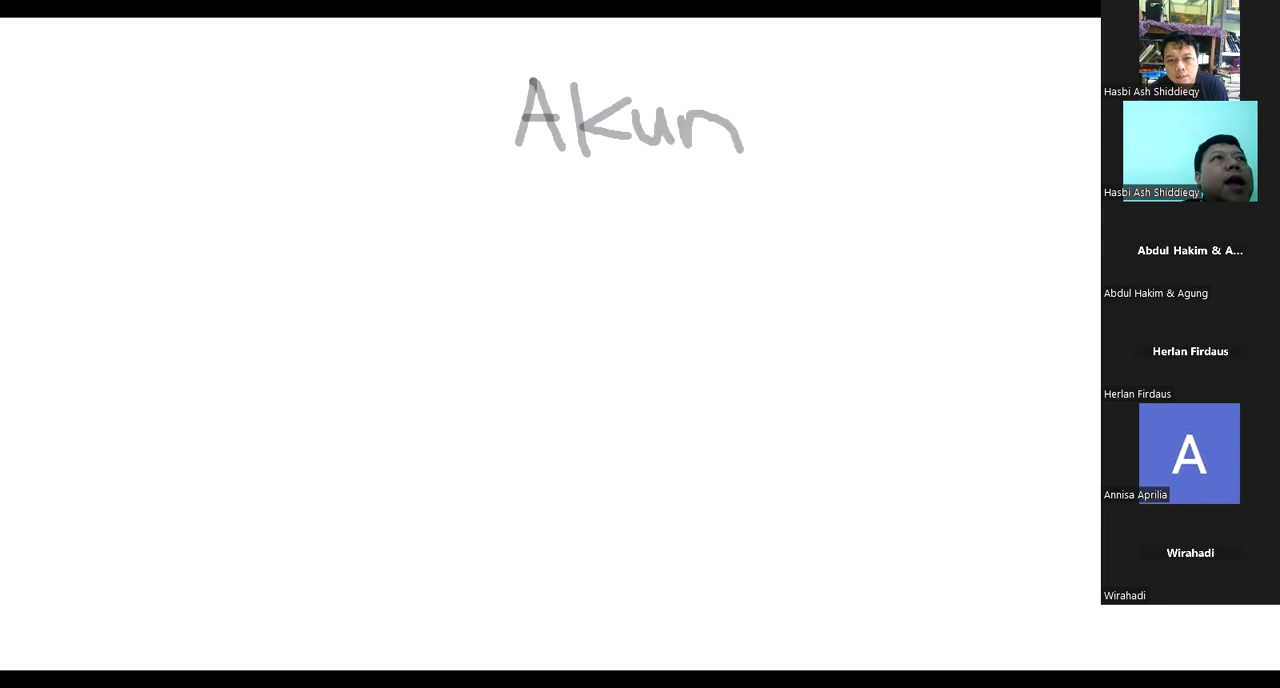 Akun
Hasbi Ash Shiddieqy
Hasbi Ash Shiddieqy
Abdul Hakim & A...
Abdul Hakim & Agung
Herlan Firdaus
Herlan Firdaus
A
Annisa Aprilia
Wirahadi
Wirahadi